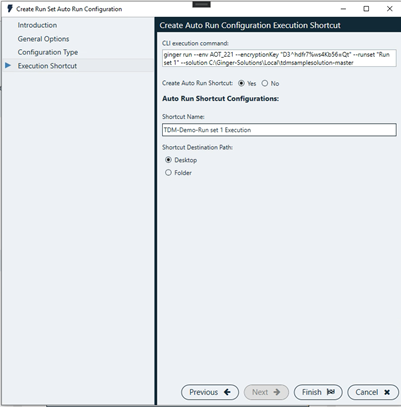 Create Run Set Auto Run Configuration
Introduction
General Options
Configuration Type
Execution Shortcut
Create Auto Run Configuration Execution Shortcut
CLI execution command:
ginger run --env AOT_221 --encryptionKey "D3^hdfr7%ws4Kb56=Qt" --runset "Run
set 1" --solution C:\Ginger-Solutions\Local\tdmsamplesolution-master
Create Auto Run Shortcut: Yes No
Auto Run Shortcut Configurations:
Shortcut Name:
TDM-Demo-Run set 1 Execution
Shortcut Destination Path:
Desktop
Folder
Previous Next Finish Cancel